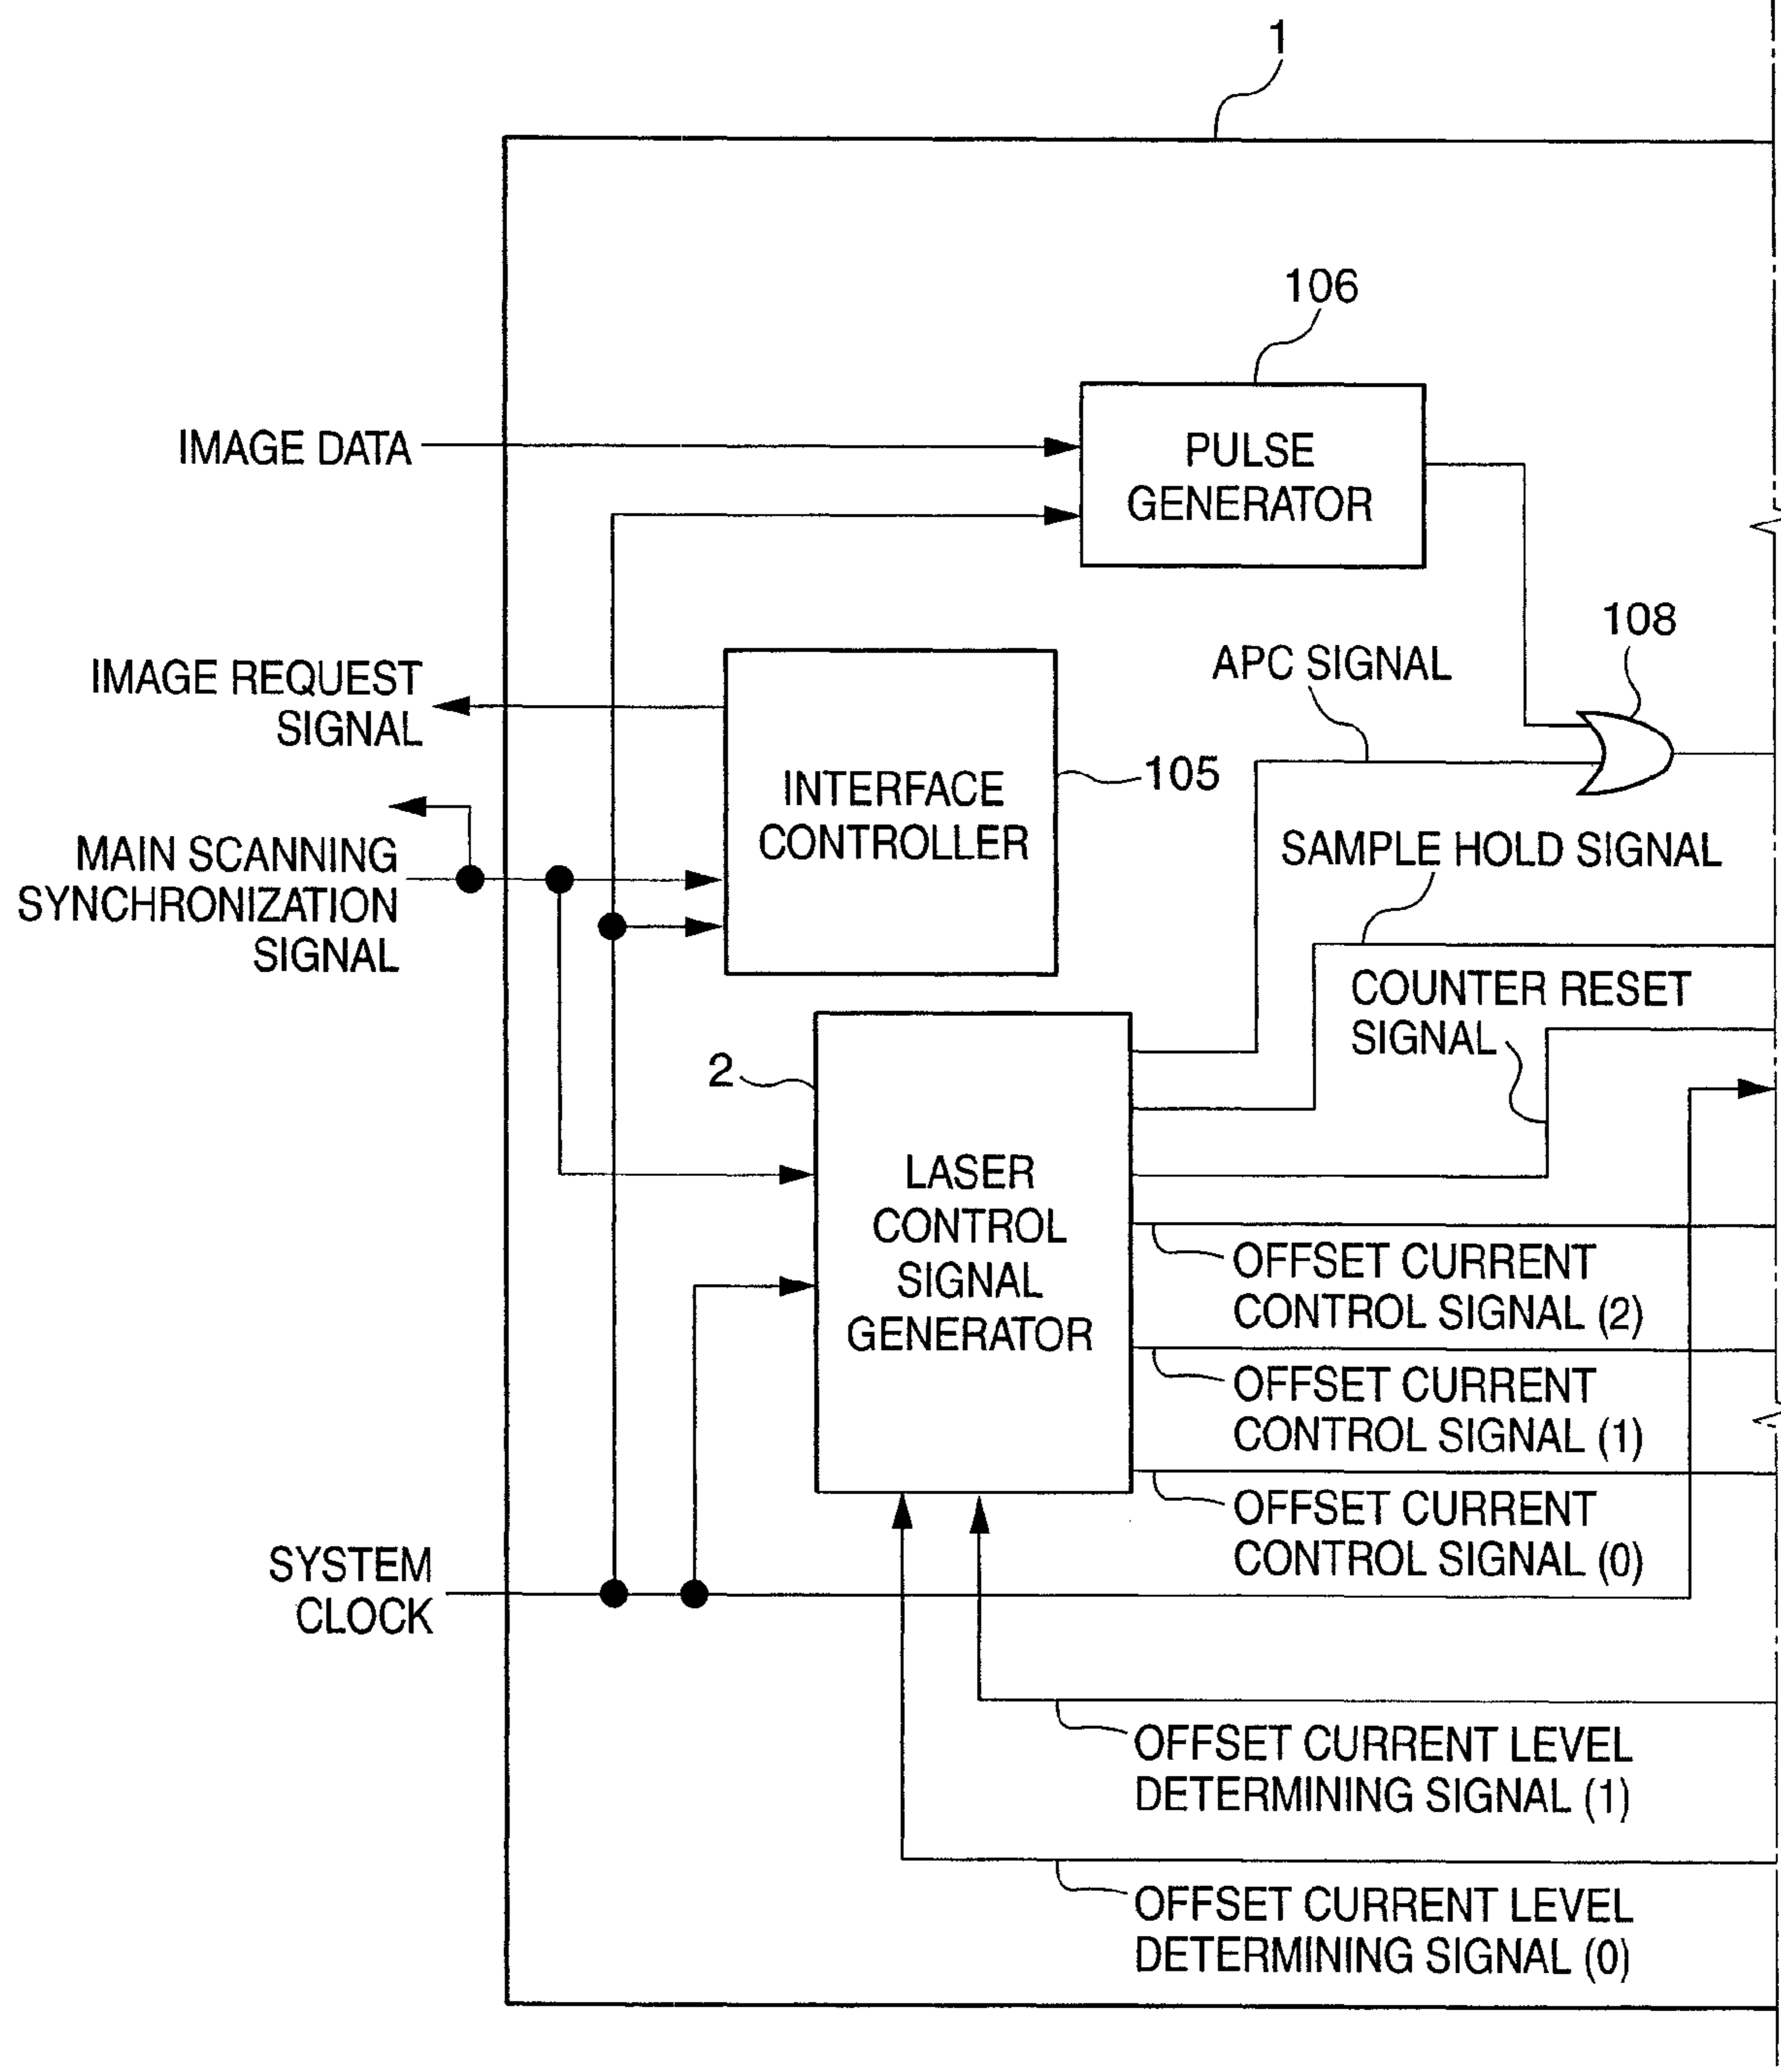 1
106
IMAGE DATA
PULSE
GENERATOR
108
IMAGE REQUEST
SIGNAL
APC SIGNAL
INTERFACE
CONTROLLER
105
MAIN SCANNING
SYNCHRONIZATION
SIGNAL
SAMPLE HOLD SIGNAL
COUNTER RESET
SIGNAL
2
LASER
CONTROL
SIGNAL
GENERATOR
OFFSET CURRENT
CONTROL SIGNAL (2)
OFFSET CURRENT
CONTROL SIGNAL (1)
OFFSET CURRENT
CONTROL SIGNAL (0)
SYSTEM
CLOCK
OFFSET CURRENT LEVEL
DETERMINING SIGNAL (1)
OFFSET CURRENT LEVEL
DETERMINING SIGNAL (0)